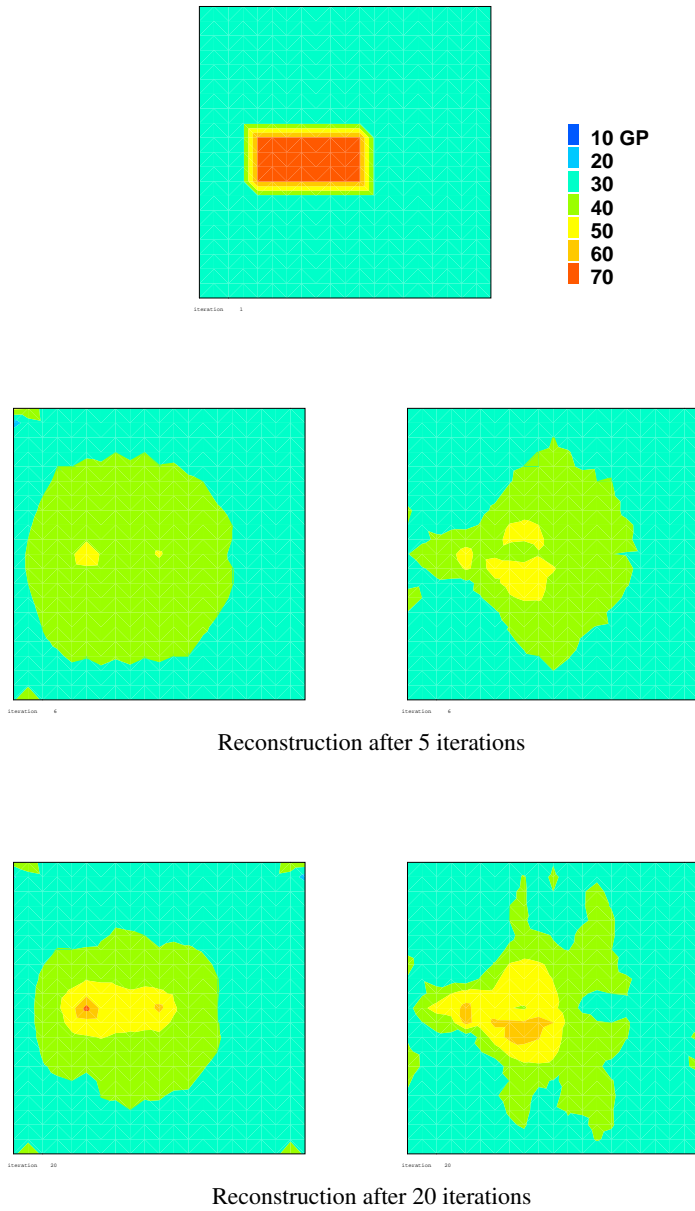 10 GP
20
30
40
50
60
70
iteration 1
iteration 6
iteration 6
Reconstruction after 5 iterations
iteration 20
iteration 20
Reconstruction after 20 iterations